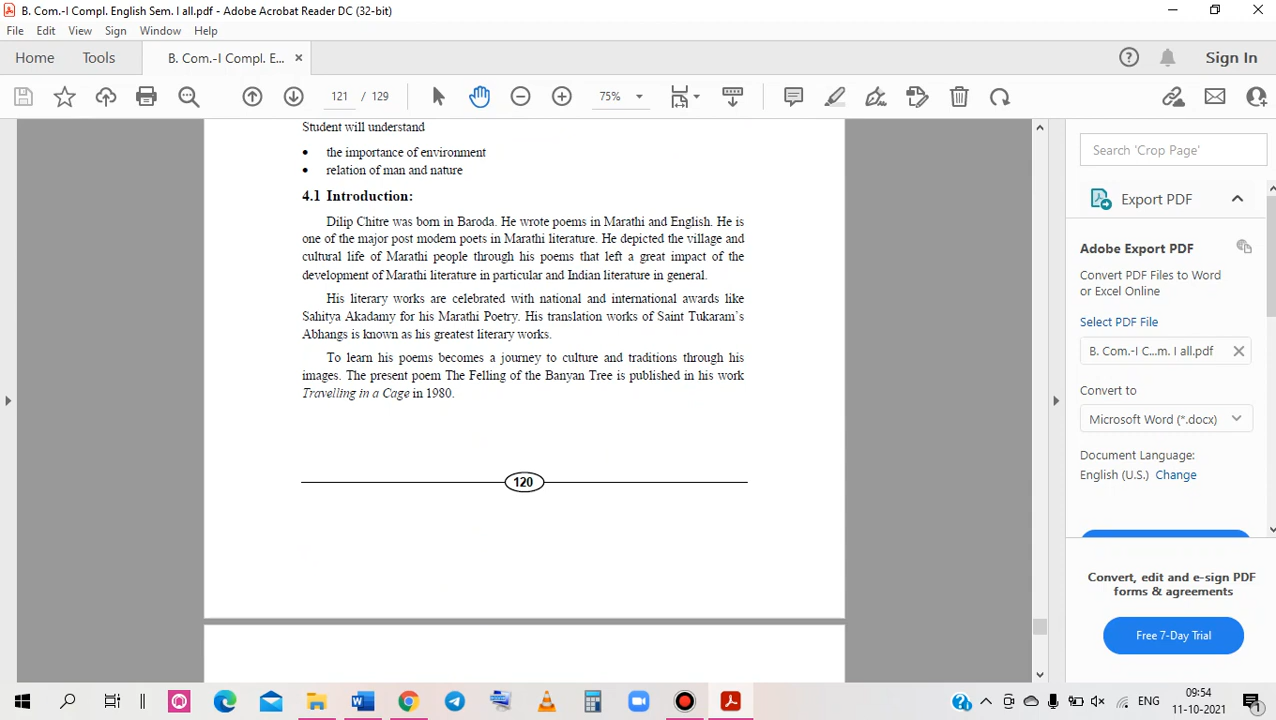 B. Com.-I Compl. English Sem. I all.pdf - Adobe Acrobat Reader DC (32-bit)
File Edit View Sign Window Help
Home Tools B. Com.-I Compl. E... × Sign In
121 / 129 75%
Student will understand
• the importance of environment
• relation of man and nature
4.1 Introduction:
Dilip Chitre was born in Baroda. He wrote poems in Marathi and English. He is
one of the major post modern poets in Marathi literature. He depicted the village and
cultural life of Marathi people through his poems that left a great impact of the
development of Marathi literature in particular and Indian literature in general.
His literary works are celebrated with national and international awards like
Sahitya Akadamy for his Marathi Poetry. His translation works of Saint Tukaram's
Abhangs is known as his greatest literary works.
To learn his poems becomes a journey to culture and traditions through his
images. The present poem The Felling of the Banyan Tree is published in his work
Travelling in a Cage in 1980.
120
Search 'Crop Page'
Export PDF
Adobe Export PDF
Convert PDF Files to Word
or Excel Online
Select PDF File
B. Com.-I C...m. I all.pdf
Convert to
Microsoft Word (*.docx)
Document Language:
English (U.S.) Change
Convert, edit and e-sign PDF
forms & agreements
Free 7-Day Trial
ENG
09:54
11-10-2021
1